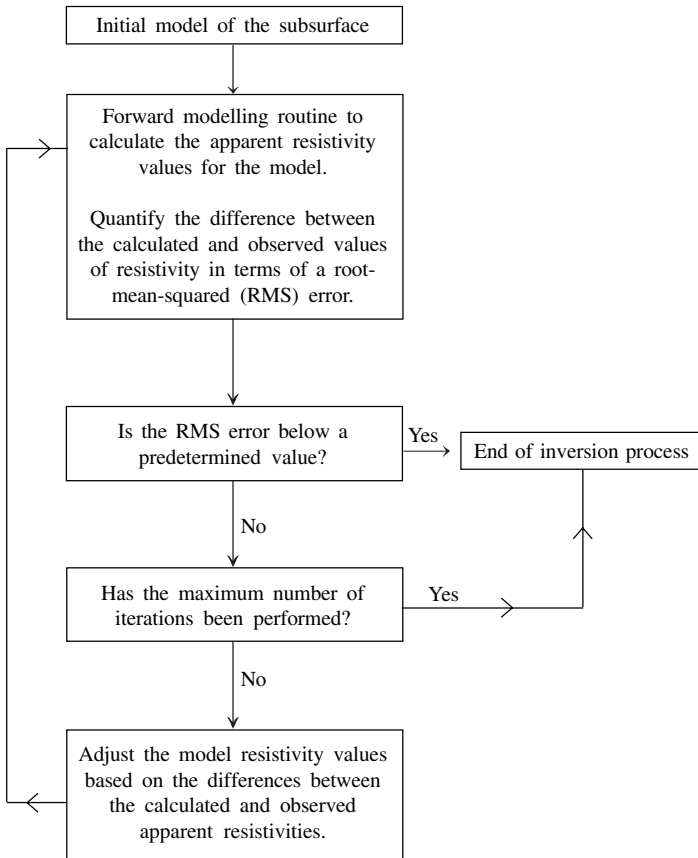 Initial model of the subsurface
Forward modelling routine to
calculate the apparent resistivity
values for the model.
Quantify the difference between
the calculated and observed values
of resistivity in terms of a root-
mean-squared (RMS) error.
Is the RMS error below a
predetermined value?
Yes
End of inversion process
No
Has the maximum number of
iterations been performed?
Yes
No
Adjust the model resistivity values
based on the differences between
the calculated and observed
apparent resistivities.